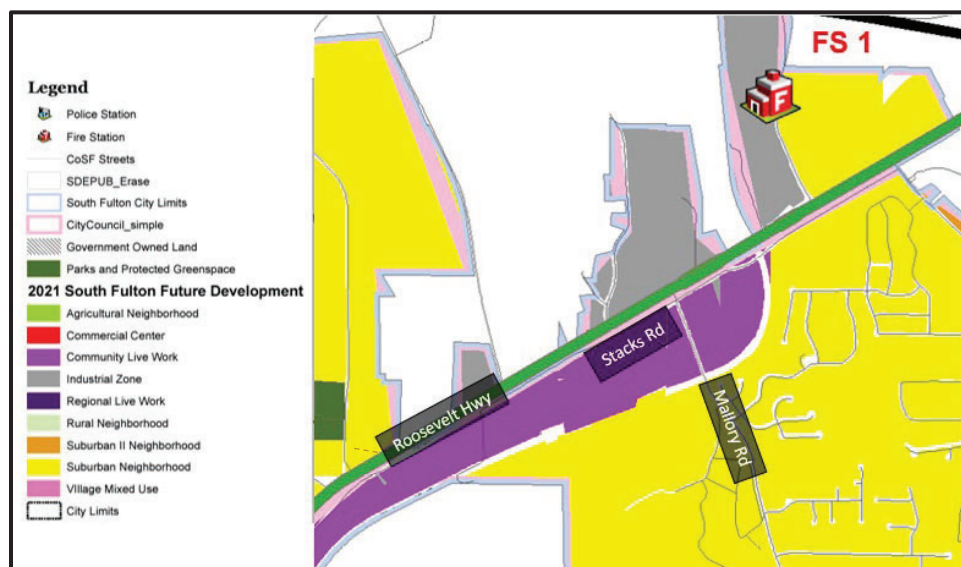 FS 1
Legend
Police Station
Fire Station
CoSF Streets
SDEPUB_Erase
South Fulton City Limits
CityCouncil_simple
Government Owned Land
Parks and Protected Greenspace
2021 South Fulton Future Development
Agricultural Neighborhood
Commercial Center
Community Live Work
Industrial Zone
Regional Live Work
Rural Neighborhood
Suburban II Neighborhood
Suburban Neighborhood
VIllage Mixed Use
City Limits
F
Stacks Rd
Roosevelt Hwy
Mallory Rd